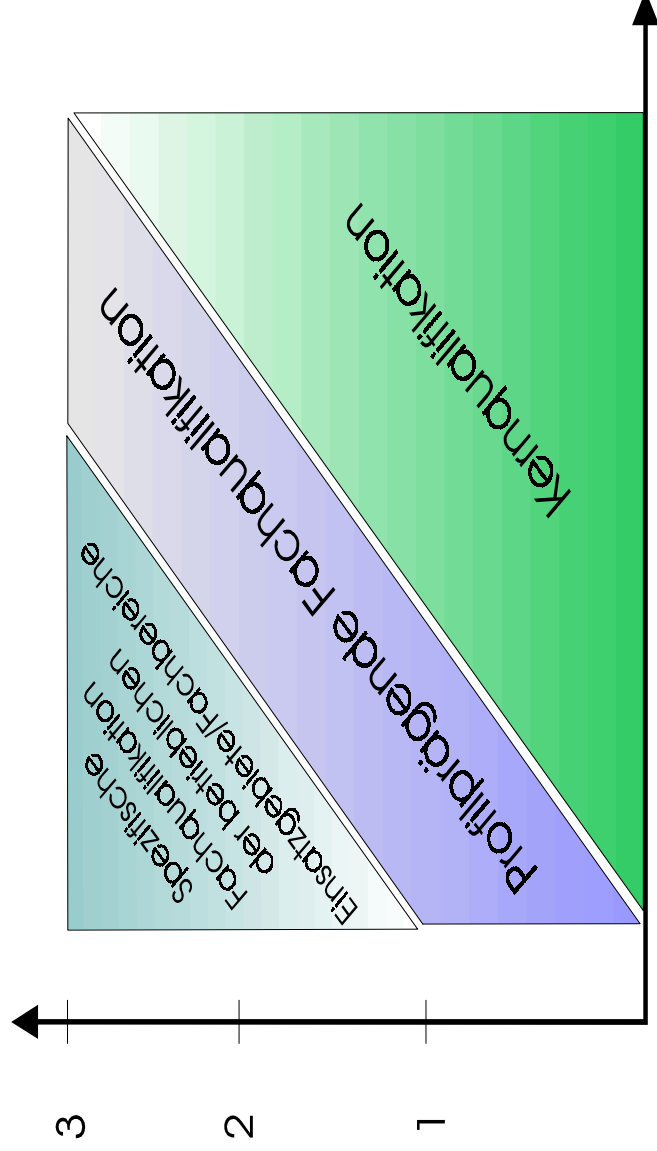 3
spezifische
Fachqualifikation
der betrieblichen
Einsatzgebiete/Fachbereiche
2
Profilprägende Fachqualifikation
1
Kernqualifikation